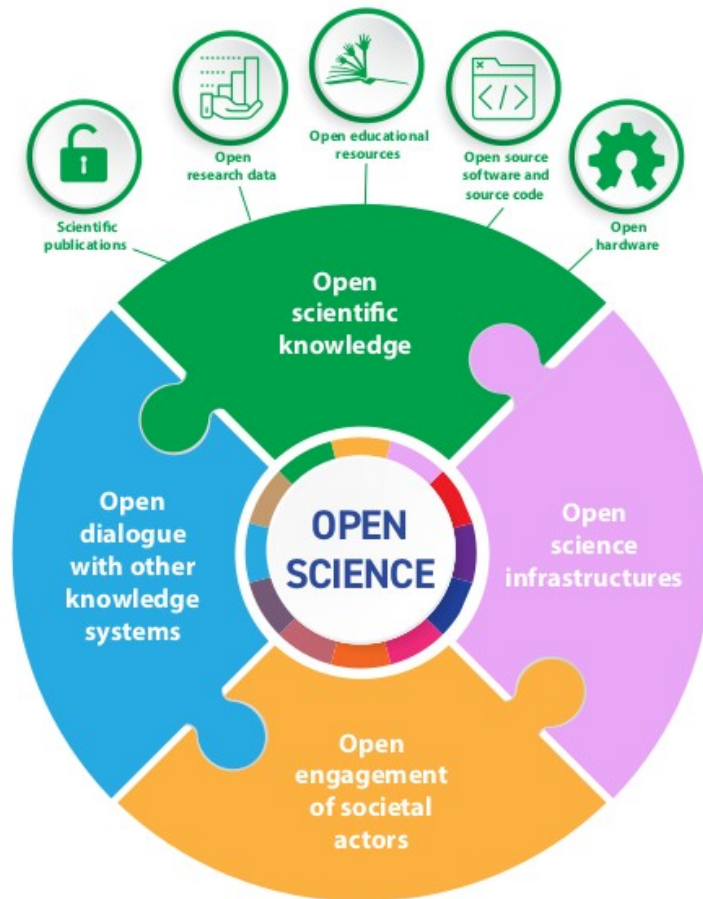 Scientific
publications
Open
research data
Open educational
resources
Open source
software and
source code
Open
hardware
Open
scientific
knowledge
Open
dialogue
with other
knowledge
systems
OPEN
SCIENCE
Open
science
infrastructures
Open
engagement
of societal
actors